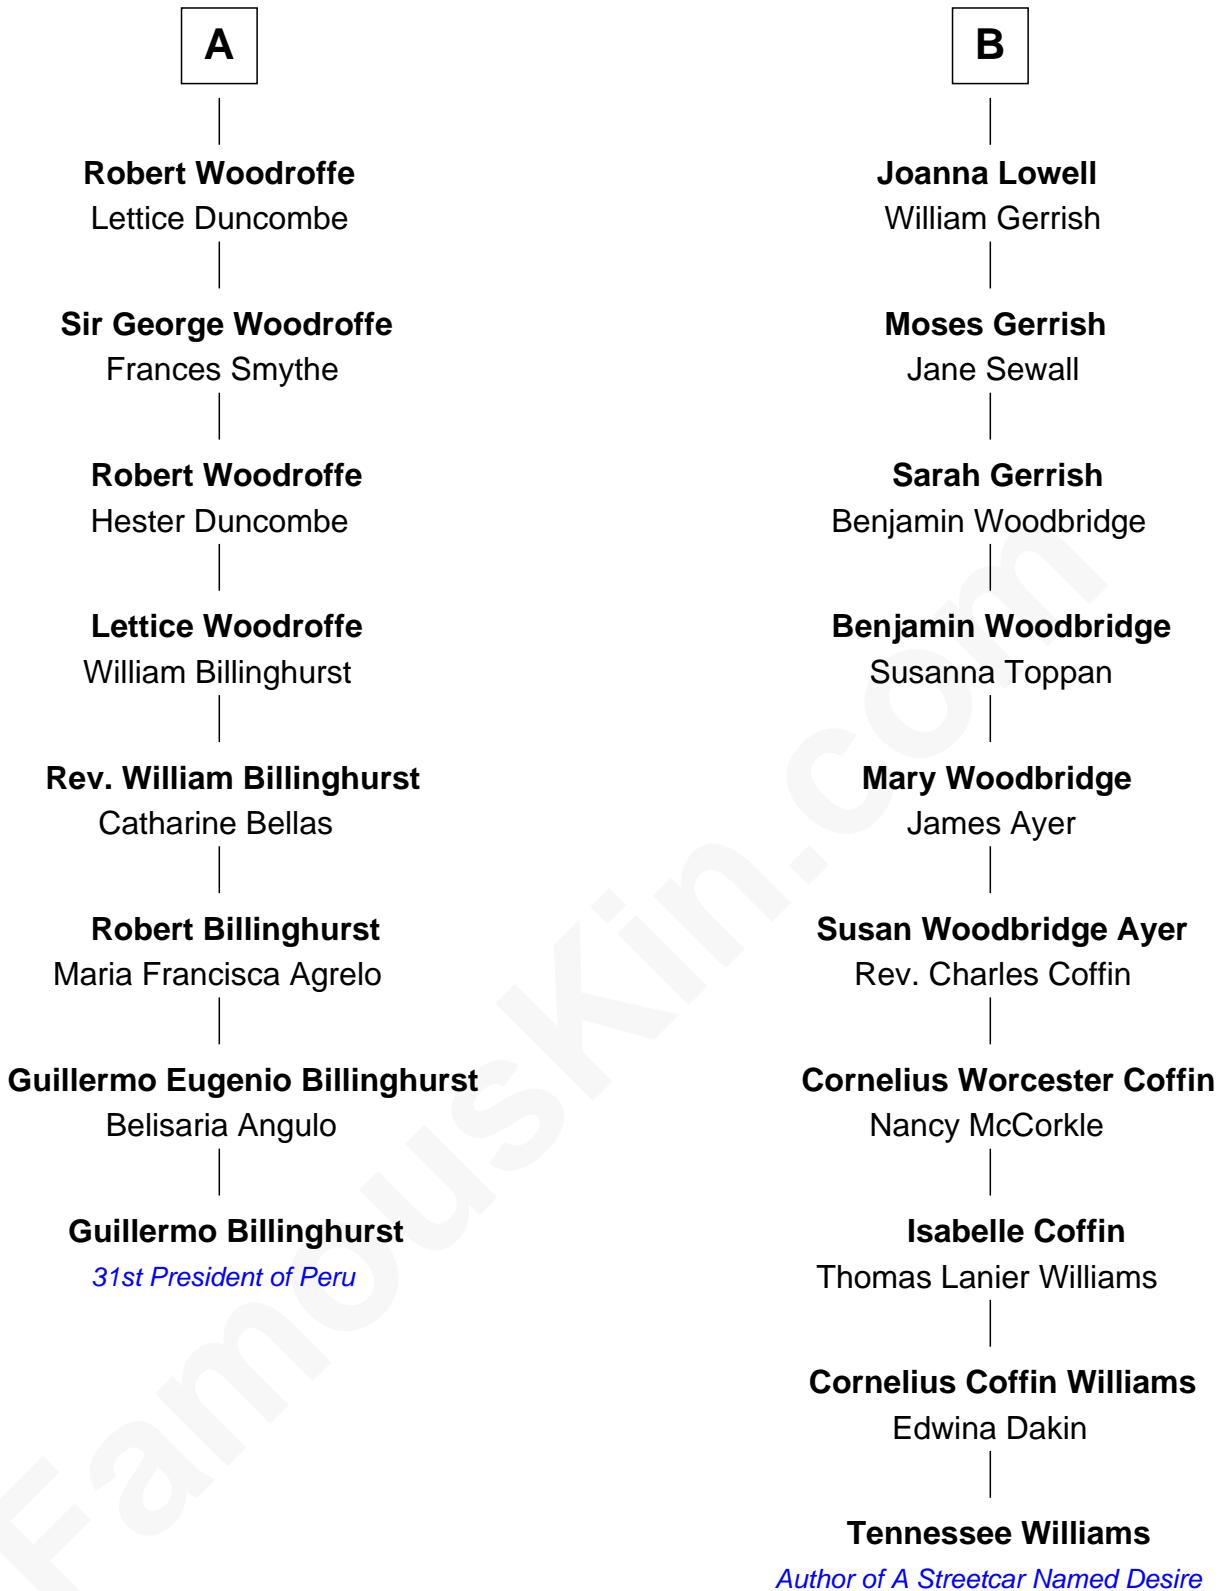 A
Robert Woodroffe
Lettice Duncombe
Sir George Woodroffe
Frances Smythe
Robert Woodroffe
Hester Duncombe
Lettice Woodroffe
William Billinghurst
Rev. William Billinghurst
Catharine Bellas
Robert Billinghurst
Maria Francisca Agrelo
Guillermo Eugenio Billinghurst
Belisaria Angulo
Guillermo Billinghurst
31st President of Peru
B
Joanna Lowell
William Gerrish
Moses Gerrish
Jane Sewall
Sarah Gerrish
Benjamin Woodbridge
Benjamin Woodbridge
Susanna Toppan
Mary Woodbridge
James Ayer
Susan Woodbridge Ayer
Rev. Charles Coffin
Cornelius Worcester Coffin
Nancy McCorkle
Isabelle Coffin
Thomas Lanier Williams
Cornelius Coffin Williams
Edwina Dakin
Tennessee Williams
Author of A Streetcar Named Desire
FamousKin.com